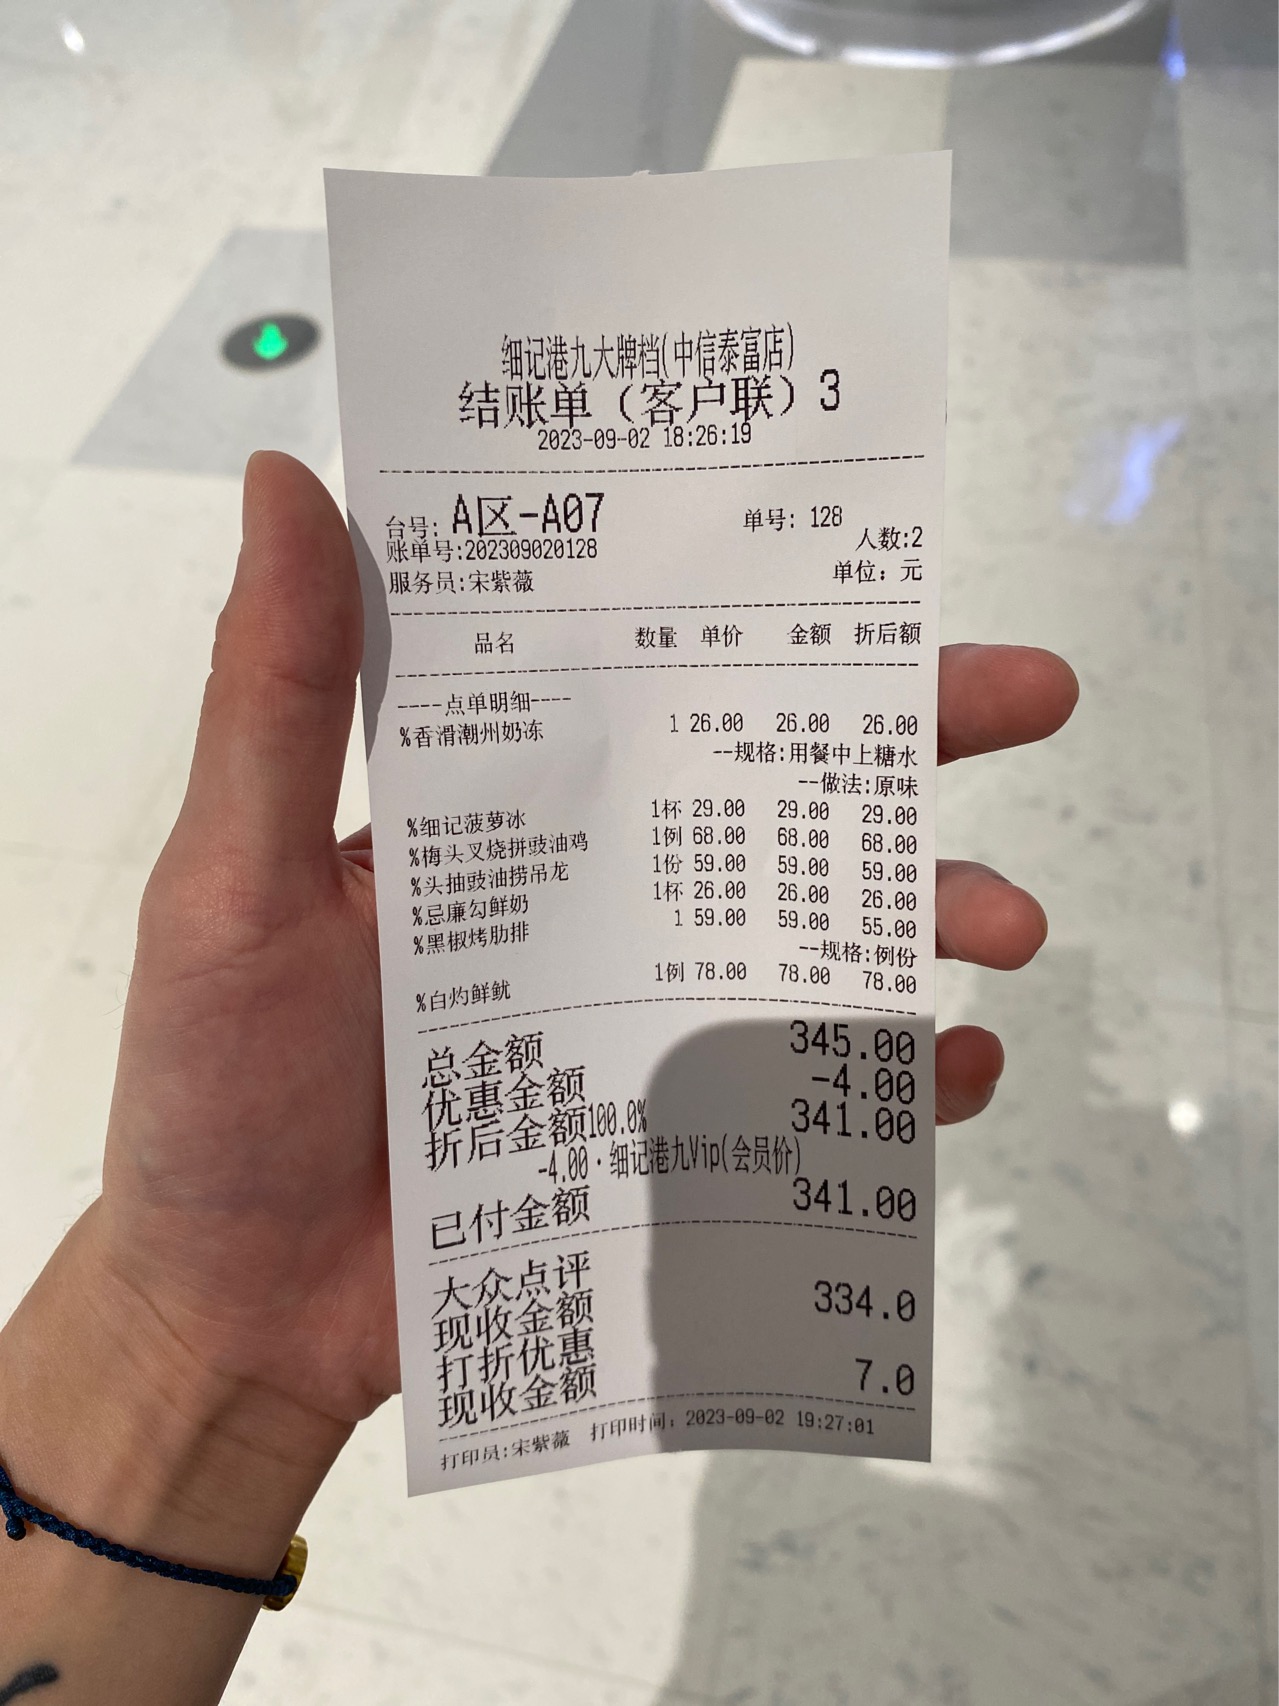 细记港九大牌档(中信泰富店)
结账单（客户联）3
2023-09-02 18:26:19
台号: A区-A07 单号: 128
账单号:202309020128 人数:2
服务员:宋紫薇 单位: 元
品名 数量 单价 金额 折后额
----点单明细----
%香滑潮州奶冻 1 26.00 26.00 26.00
--规格:用餐中上糖水
--做法:原味
%细记菠萝冰 1杯 29.00 29.00 29.00
%梅头叉烧拼豉油鸡 1例 68.00 68.00 68.00
%头抽豉油捞吊龙 1份 59.00 59.00 59.00
%忌廉勾鲜奶 1杯 26.00 26.00 26.00
%黑椒烤肋排 1 59.00 59.00 55.00
--规格:例份
%白灼鲜鱿 1例 78.00 78.00 78.00
总金额 345.00
优惠金额 -4.00
折后金额100.0% 341.00
-4.00·细记港九Vip(会员价)
已付金额 341.00
大众点评
现收金额 334.0
打折优惠
现收金额 7.0
打印员:宋紫薇 打印时间: 2023-09-02 19:27:01